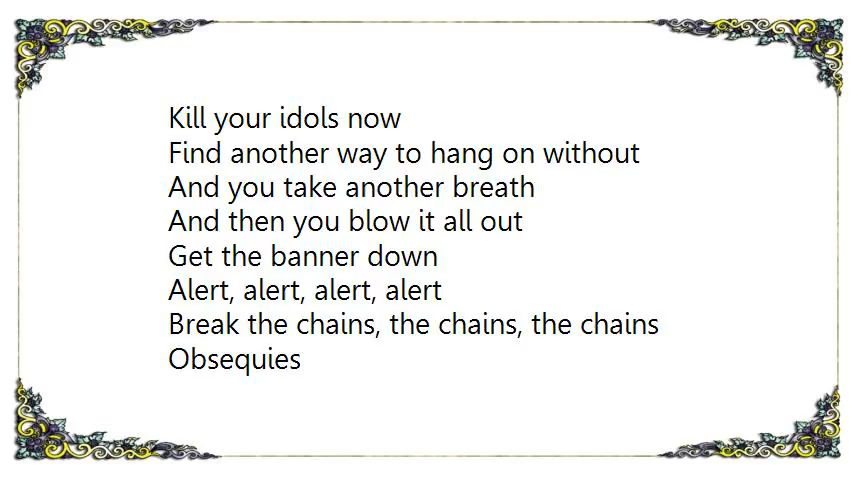 Kill your idols now
Find another way to hang on without
And you take another breath
And then you blow it all out
Get the banner down
Alert, alert, alert, alert
Break the chains, the chains, the chains
Obsequies